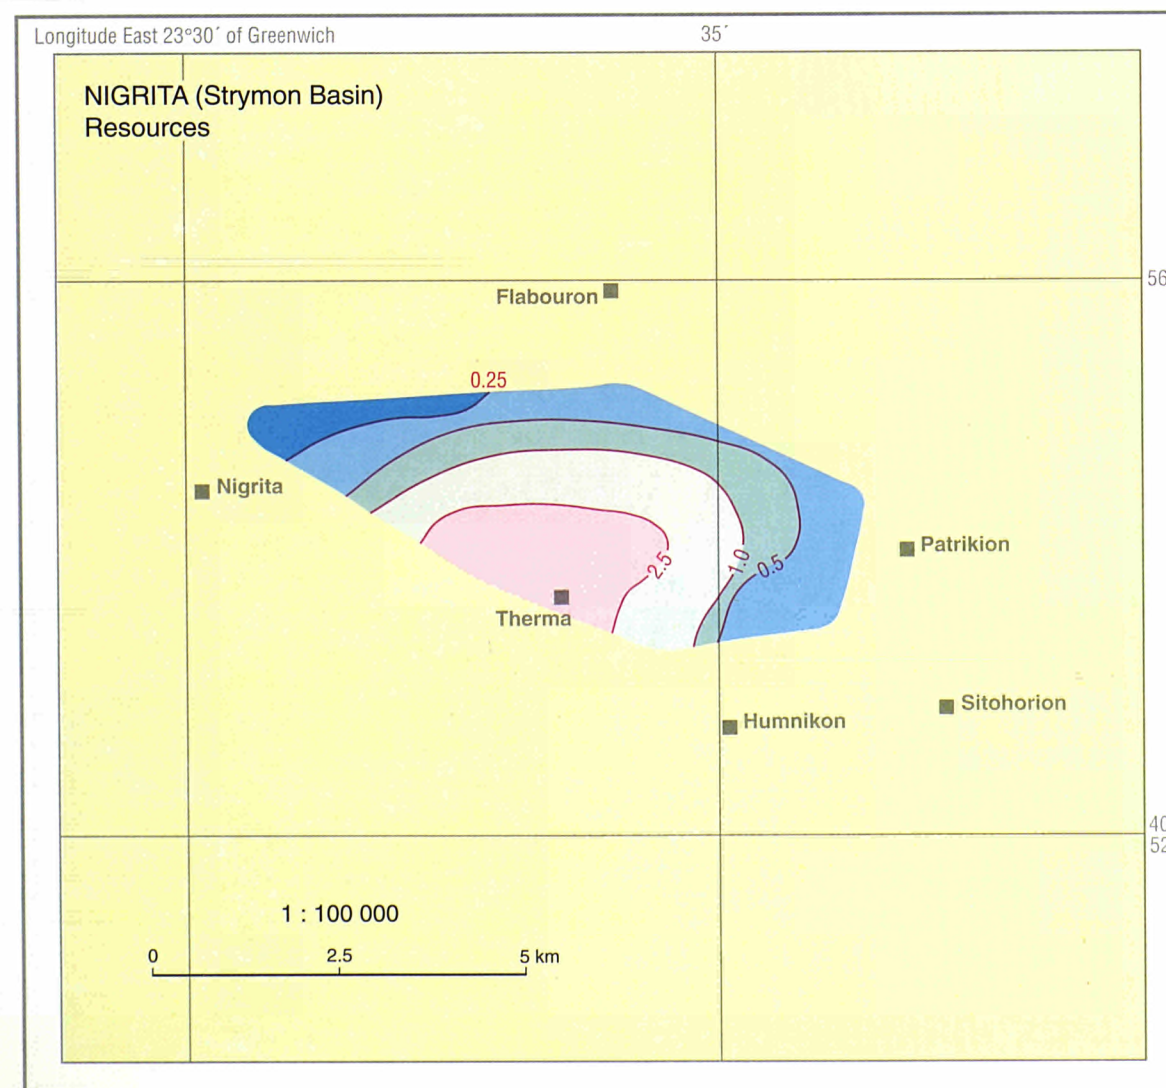 Longitude East 23°30´ of Greenwich
35´
NIGRITA (Strymon Basin)
Resources
56
Flabouron
0.25
Nigrita
Patrikion
2.5
1.0
0.5
Therma
Sitohorion
Humnikon
40
52
1 : 100 000
0 2.5 5 km